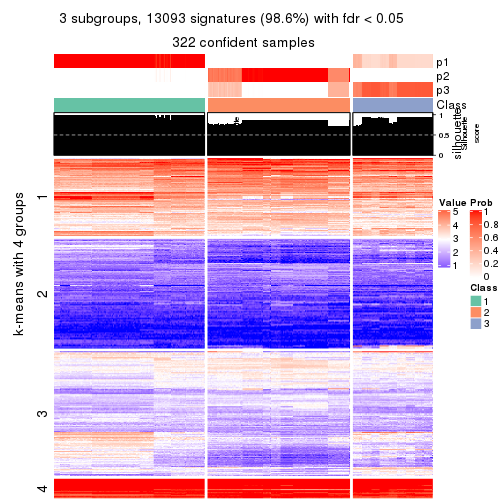 3 subgroups, 13093 signatures (98.6%) with fdr < 0.05
322 confident samples
p1
p2
p3
Class
silhouette
Silhouette
score
1
0.5
0
k-means with 4 groups
1
2
3
4
Value
5
4
3
2
1
Prob
1
0.8
0.6
0.4
0.2
0
Class
1
2
3